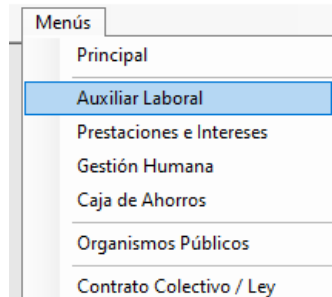 Menús
Principal
Auxiliar Laboral
Prestaciones e Intereses
Gestión Humana
Caja de Ahorros
Organismos Públicos
Contrato Colectivo / Ley